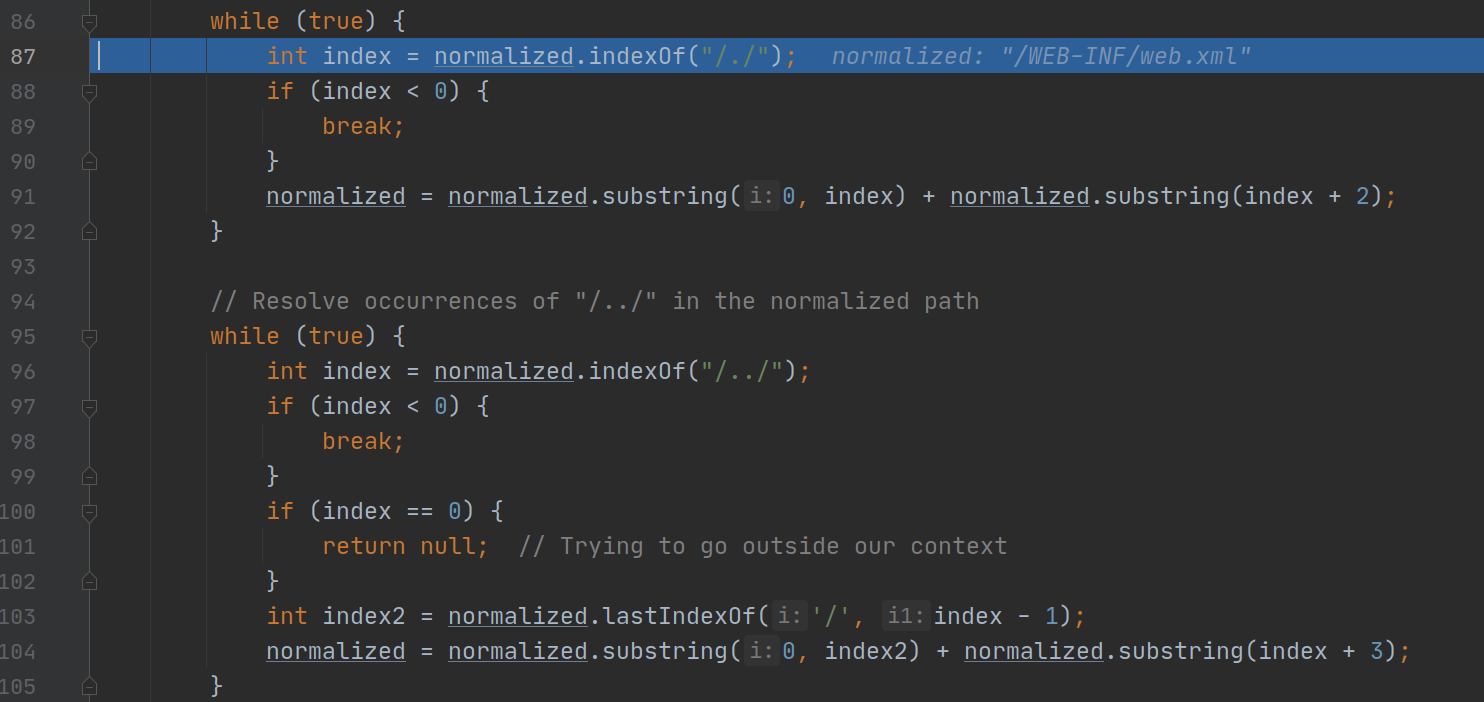 86 while (true) {
87 int index = normalized.indexOf("/./"); normalized: "/WEB-INF/web.xml"
88 if (index < 0) {
89 break;
90 }
91 normalized = normalized.substring(i: 0, index) + normalized.substring(index + 2);
92 }
93
94 // Resolve occurrences of "/../" in the normalized path
95 while (true) {
96 int index = normalized.indexOf("/../");
97 if (index < 0) {
98 break;
99 }
100 if (index == 0) {
101 return null; // Trying to go outside our context
102 }
103 int index2 = normalized.lastIndexOf(i: '/', i1: index - 1);
104 normalized = normalized.substring(i: 0, index2) + normalized.substring(index + 3);
105 }